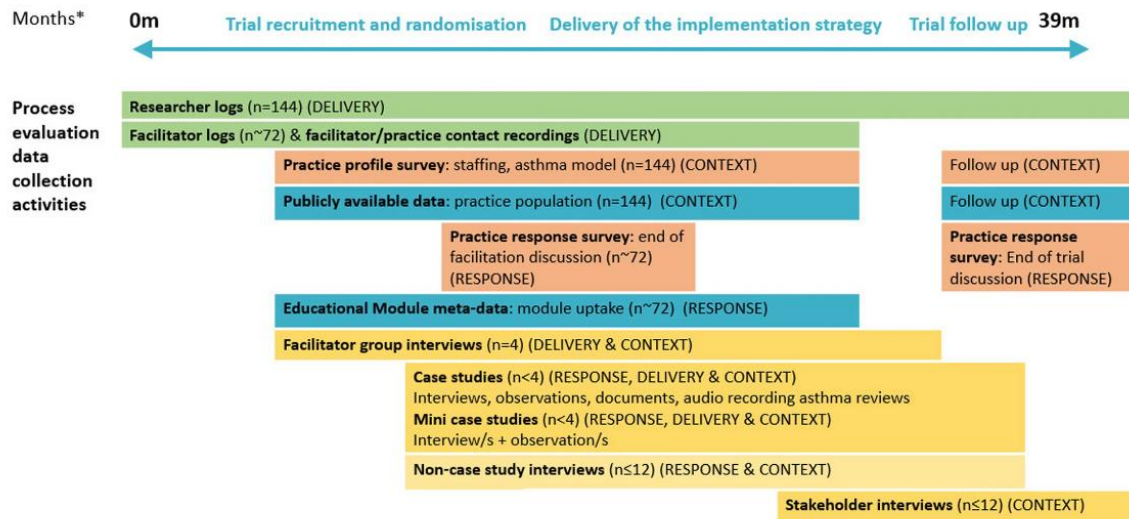 Months*
0m
Trial recruitment and randomisation
Delivery of the implementation strategy
Trial follow up
39m
Process
evaluation
data
collection
activities
Researcher logs (n=144) (DELIVERY)
Facilitator logs (n~72) & facilitator/practice contact recordings (DELIVERY)
Practice profile survey: staffing, asthma model (n=144) (CONTEXT)
Follow up (CONTEXT)
Publicly available data: practice population (n=144) (CONTEXT)
Follow up (CONTEXT)
Practice response survey: end of
facilitation discussion (n~72)
(RESPONSE)
Practice response
survey: End of trial
discussion (RESPONSE)
Educational Module meta-data: module uptake (n~72) (RESPONSE)
Facilitator group interviews (n=4) (DELIVERY & CONTEXT)
Case studies (n<4) (RESPONSE, DELIVERY & CONTEXT)
Interviews, observations, documents, audio recording asthma reviews
Mini case studies (n<4) (RESPONSE, DELIVERY & CONTEXT)
Interview/s + observation/s
Non-case study interviews (n≤12) (RESPONSE & CONTEXT)
Stakeholder interviews (n≤12) (CONTEXT)